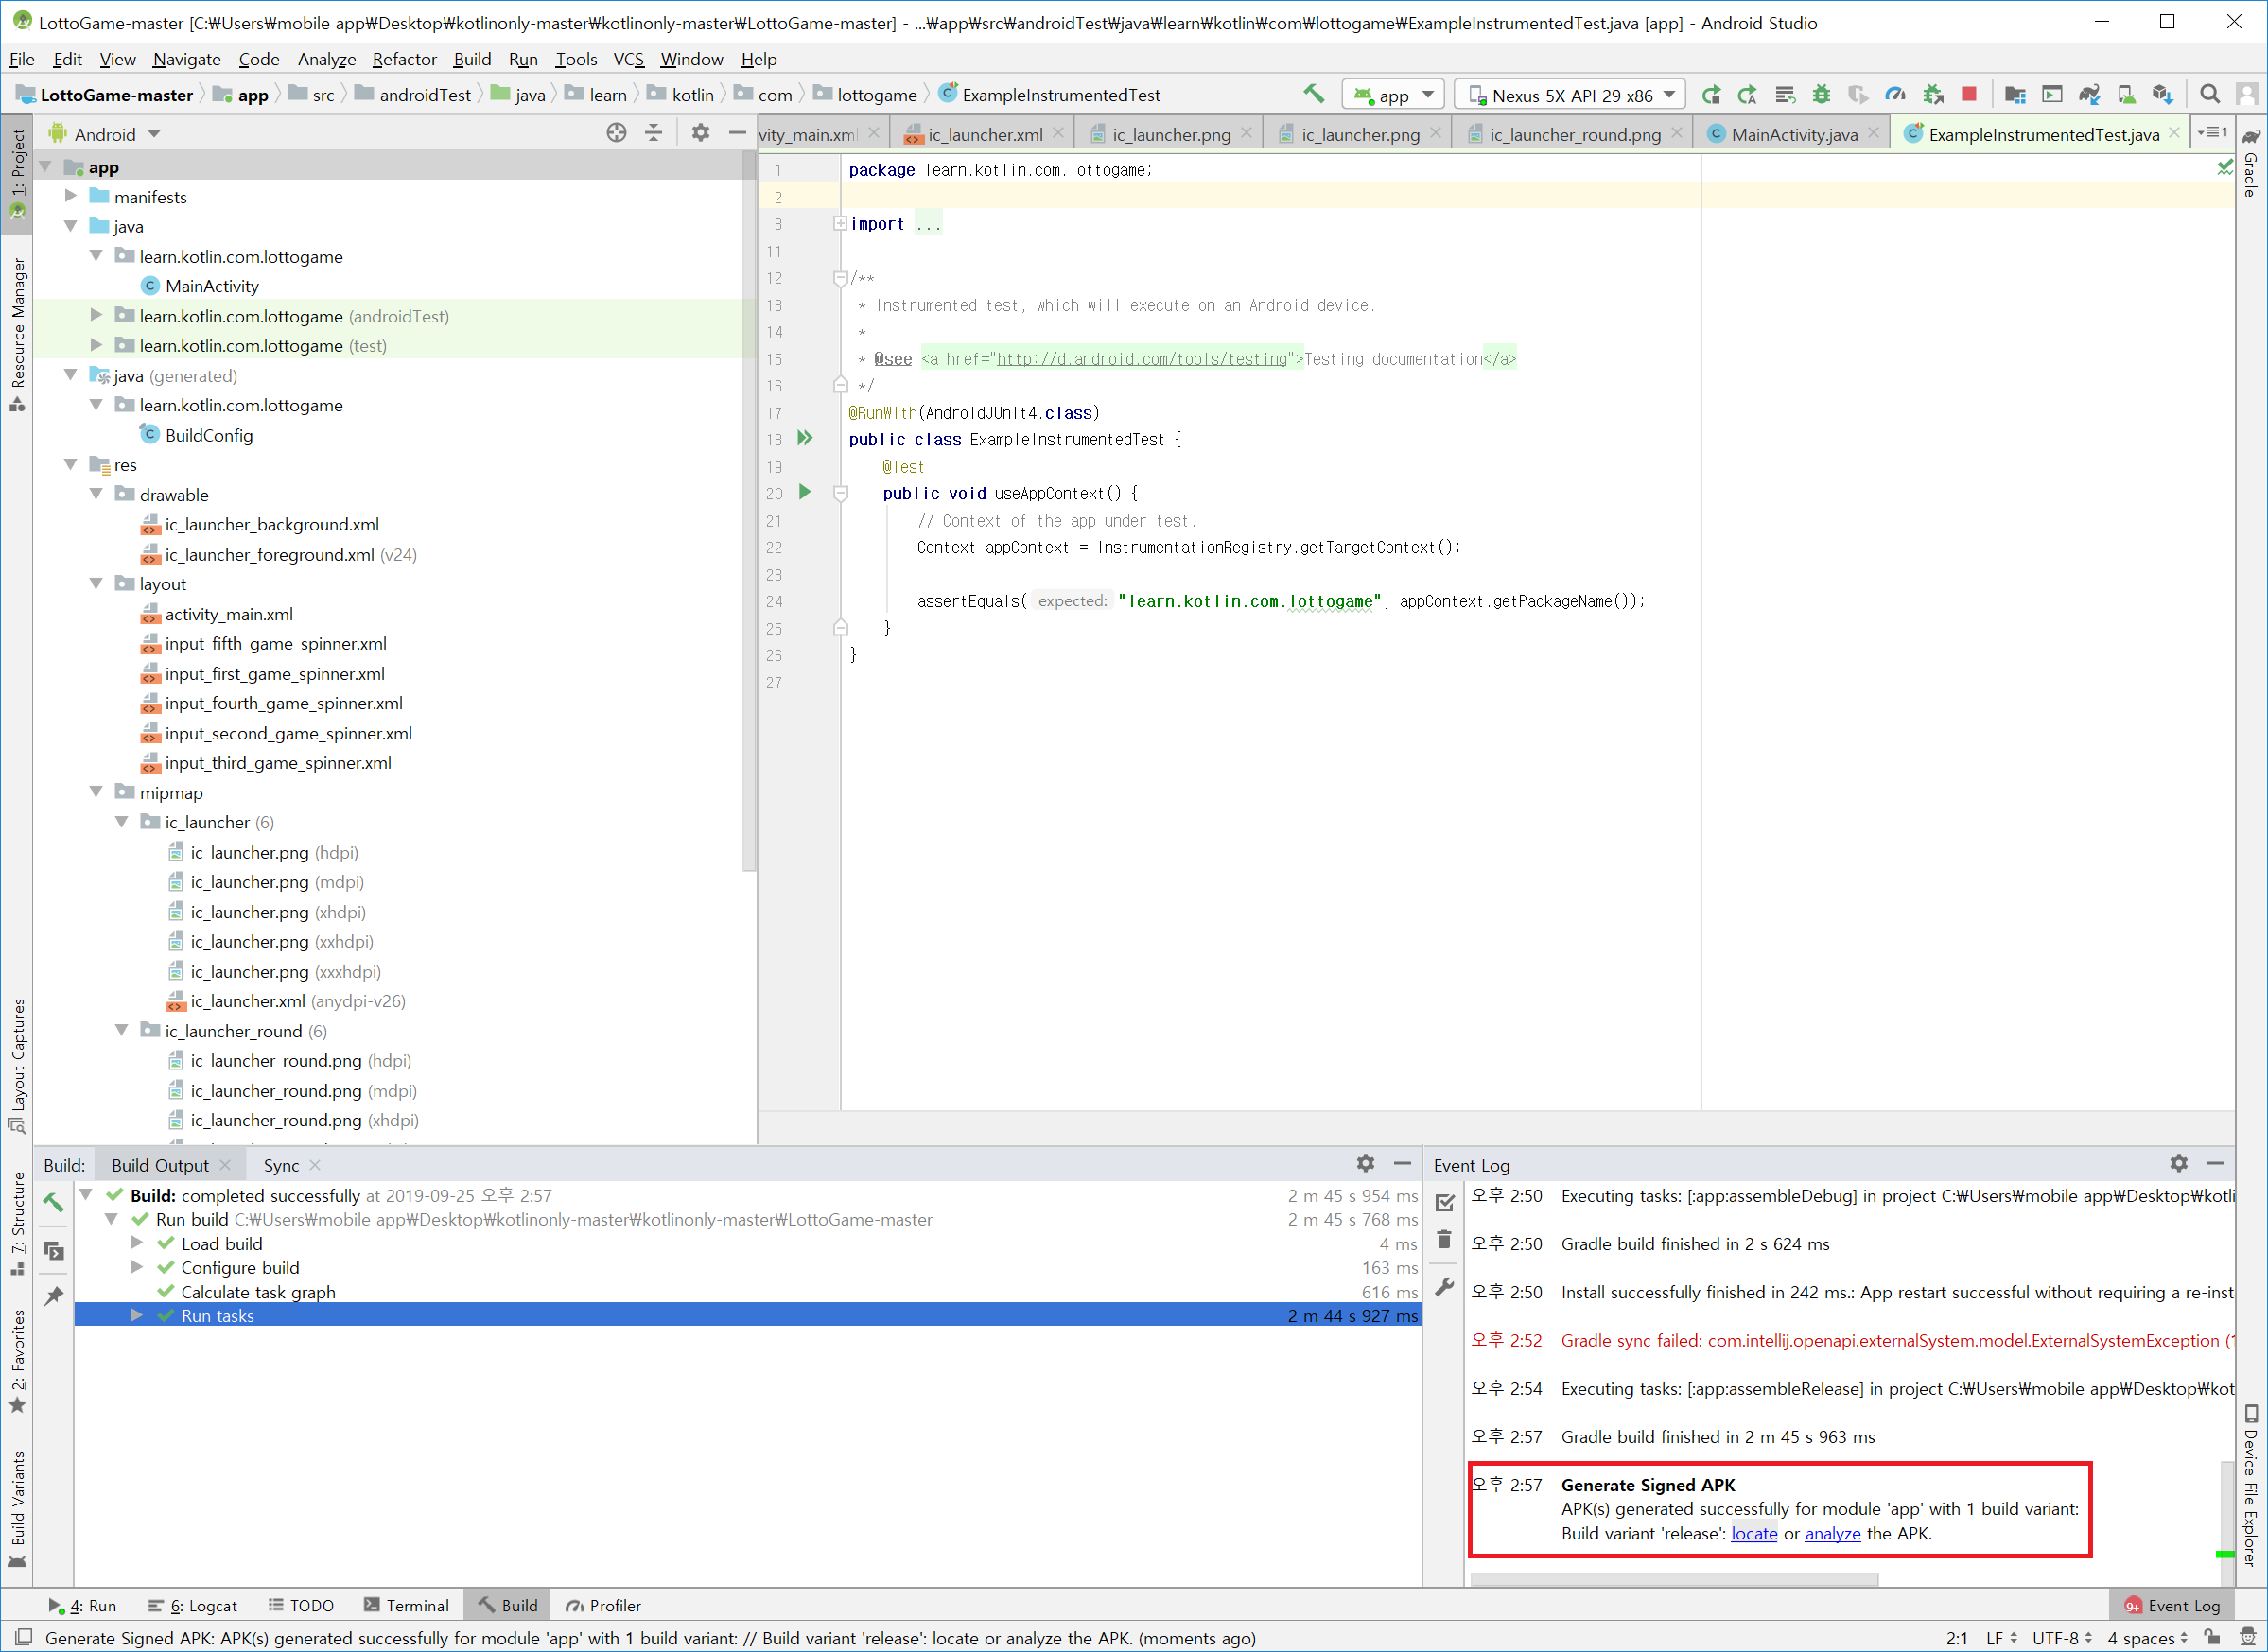 LottoGame-master [C:₩Users₩mobile app₩Desktop₩kotlinonly-master₩kotlinonly-master₩LottoGame-master] - ...₩app₩src₩androidTest₩java₩learn₩kotlin₩com₩lottogame₩ExampleInstrumentedTest.java [app] - Android Studio
File Edit View Navigate Code Analyze Refactor Build Run Tools VCS Window Help
LottoGame-master app src androidTest java learn kotlin com lottogame ExampleInstrumentedTest
app Nexus 5X API 29 x86
Android
vity_main.xml ic_launcher.xml ic_launcher.png ic_launcher.png ic_launcher_round.png MainActivity.java ExampleInstrumentedTest.java 1
1: Project
Resource Manager
Layout Captures
7: Structure
2: Favorites
Build Variants
app
manifests
java
learn.kotlin.com.lottogame
MainActivity
learn.kotlin.com.lottogame (androidTest)
learn.kotlin.com.lottogame (test)
java (generated)
learn.kotlin.com.lottogame
BuildConfig
res
drawable
ic_launcher_background.xml
ic_launcher_foreground.xml (v24)
layout
activity_main.xml
input_fifth_game_spinner.xml
input_first_game_spinner.xml
input_fourth_game_spinner.xml
input_second_game_spinner.xml
input_third_game_spinner.xml
mipmap
ic_launcher (6)
ic_launcher.png (hdpi)
ic_launcher.png (mdpi)
ic_launcher.png (xhdpi)
ic_launcher.png (xxhdpi)
ic_launcher.png (xxxhdpi)
ic_launcher.xml (anydpi-v26)
ic_launcher_round (6)
ic_launcher_round.png (hdpi)
ic_launcher_round.png (mdpi)
ic_launcher_round.png (xhdpi)
1 package learn.kotlin.com.lottogame;
2
3 import ...
11
12 /**
13 * Instrumented test, which will execute on an Android device.
14 *
15 * @see <a href="http://d.android.com/tools/testing">Testing documentation</a>
16 */
17 @RunWith(AndroidJUnit4.class)
18 public class ExampleInstrumentedTest {
19 @Test
20 public void useAppContext() {
21 // Context of the app under test.
22 Context appContext = InstrumentationRegistry.getTargetContext();
23
24 assertEquals( expected: "learn.kotlin.com.lottogame", appContext.getPackageName());
25 }
26 }
27
Gradle
Device File Explorer
Build: Build Output Sync
Build: completed successfully at 2019-09-25 오후 2:57 2 m 45 s 954 ms
Run build C:₩Users₩mobile app₩Desktop₩kotlinonly-master₩kotlinonly-master₩LottoGame-master 2 m 45 s 768 ms
Load build 4 ms
Configure build 163 ms
Calculate task graph 616 ms
Run tasks 2 m 44 s 927 ms
Event Log
오후 2:50 Executing tasks: [:app:assembleDebug] in project C:₩Users₩mobile app₩Desktop₩kotli
오후 2:50 Gradle build finished in 2 s 624 ms
오후 2:50 Install successfully finished in 242 ms.: App restart successful without requiring a re-inst
오후 2:52 Gradle sync failed: com.intellij.openapi.externalSystem.model.ExternalSystemException (1
오후 2:54 Executing tasks: [:app:assembleRelease] in project C:₩Users₩mobile app₩Desktop₩kot
오후 2:57 Gradle build finished in 2 m 45 s 963 ms
오후 2:57 Generate Signed APK
APK(s) generated successfully for module 'app' with 1 build variant:
Build variant 'release': locate or analyze the APK.
4: Run 6: Logcat TODO Terminal Build Profiler 9+ Event Log
Generate Signed APK: APK(s) generated successfully for module 'app' with 1 build variant: // Build variant 'release': locate or analyze the APK. (moments ago) 2:1 LF UTF-8 4 spaces